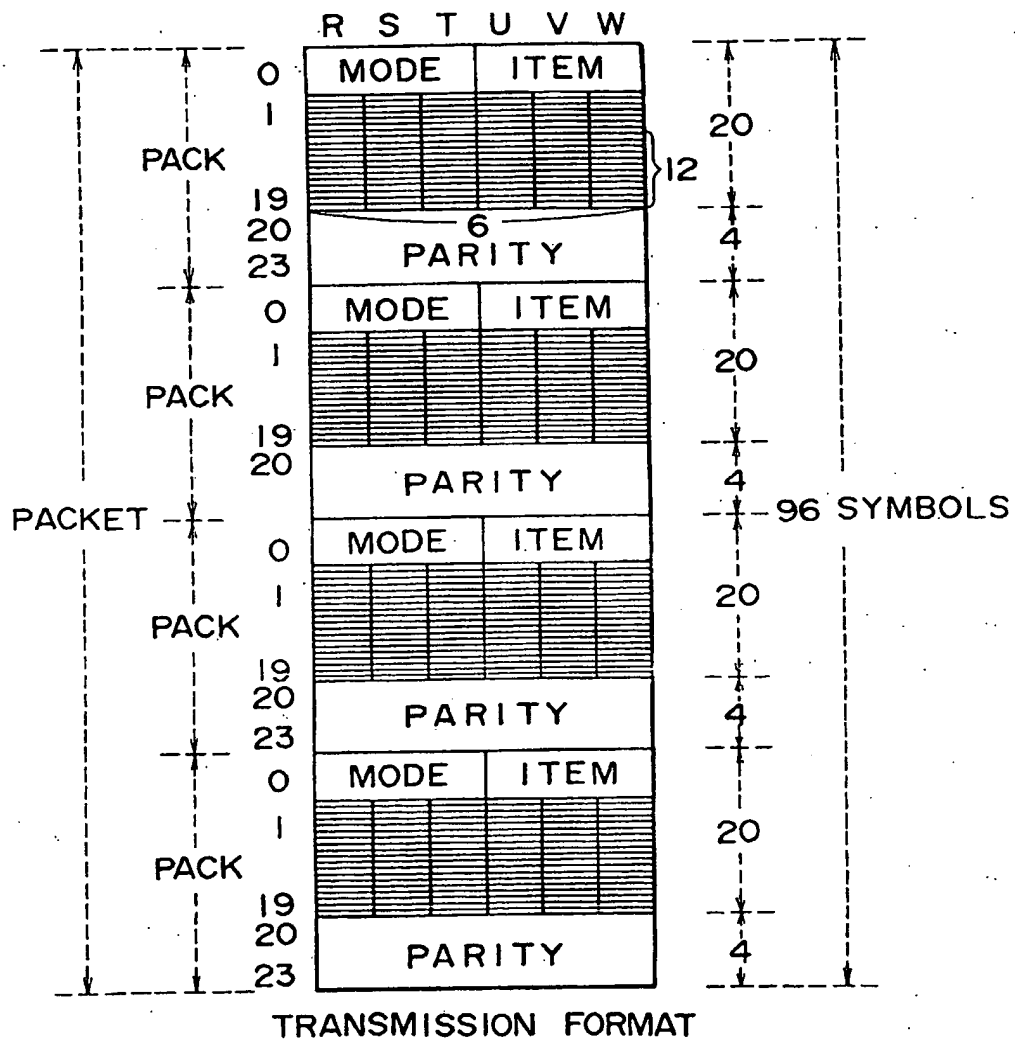 R S T U V W
0 MODE ITEM
1
20
PACK
12
19
20 6
4
23 PARITY
0 MODE ITEM
1
20
PACK
19
20
PARITY 4
PACKET 96 SYMBOLS
0 MODE ITEM
1
20
PACK
19
20
PARITY 4
23
0 MODE ITEM
1
20
PACK
19
20
PARITY 4
23
TRANSMISSION FORMAT